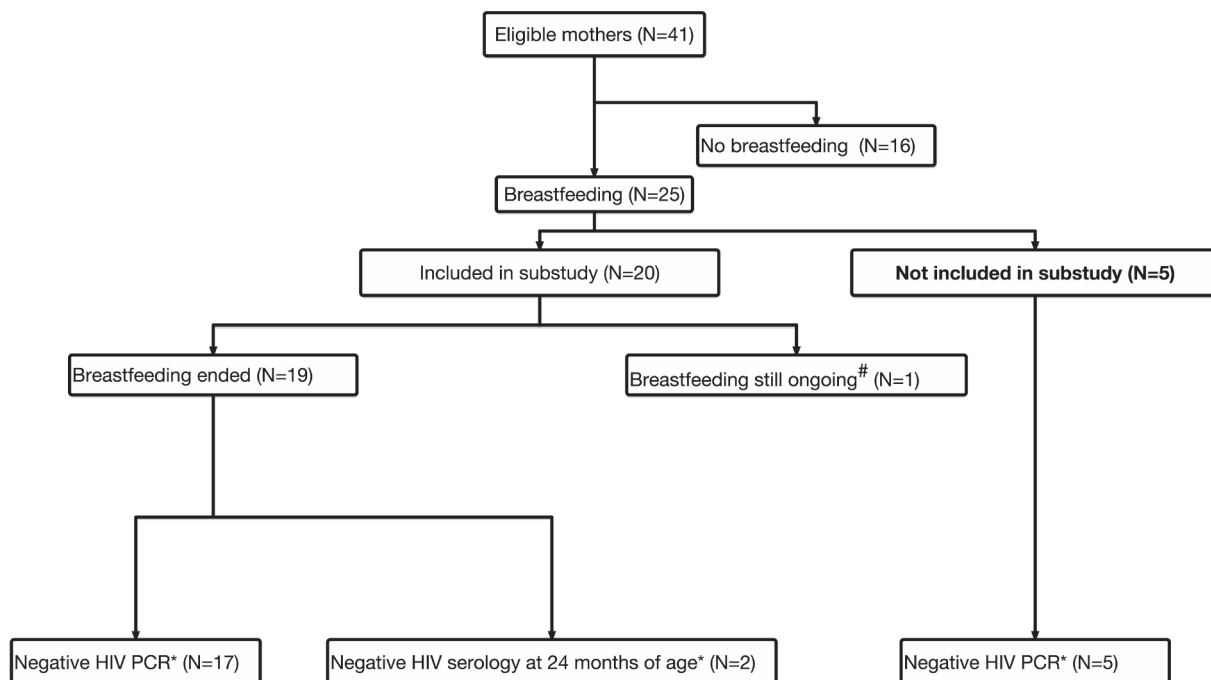 Eligible mothers (N=41)
No breastfeeding (N=16)
Breastfeeding (N=25)
Included in substudy (N=20)
Not included in substudy (N=5)
Breastfeeding ended (N=19)
Breastfeeding still ongoing# (N=1)
Negative HIV PCR* (N=17)
Negative HIV serology at 24 months of age* (N=2)
Negative HIV PCR* (N=5)